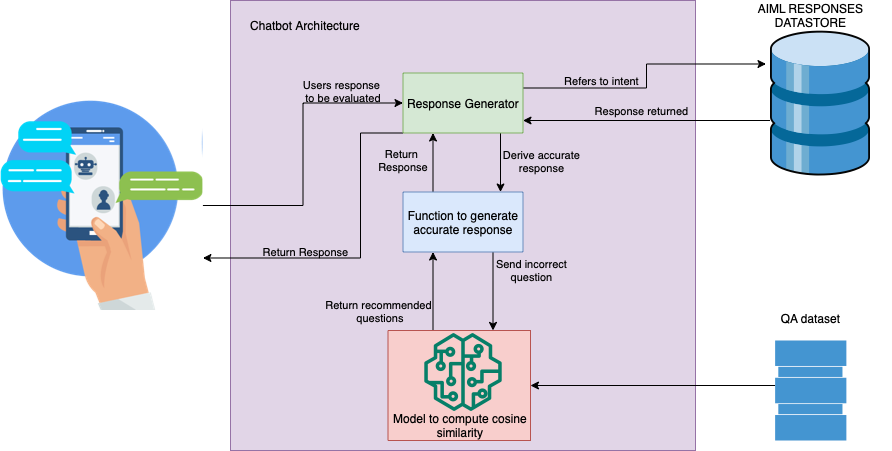 AIML RESPONSES
DATASTORE
Chatbot Architecture
Users response
to be evaluated
Response Generator
Refers to intent
Response returned
Return
Response
Derive accurate
response
Function to generate
accurate response
Return Response
Send incorrect
question
Return recommended
questions
QA dataset
Model to compute cosine
similarity